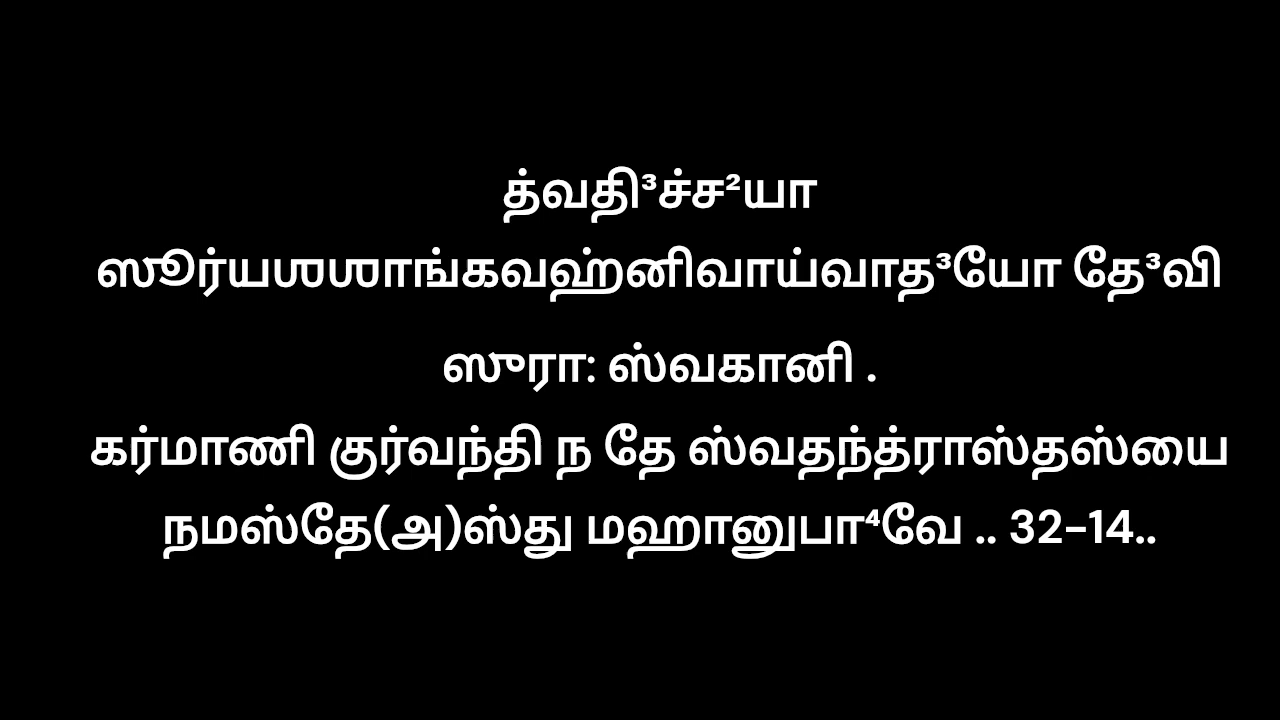 த்வதி³ச்ச²யா
ஸூர்யஶஶாங்கவஹ்னிவாய்வாத³யோ தே³வி
ஸுரா: ஸ்வகானி .
கர்மாணி குர்வந்தி ந தே ஸ்வதந்த்ராஸ்தஸ்யை
நமஸ்தே(அ)ஸ்து மஹானுபா⁴வே .. 32-14..